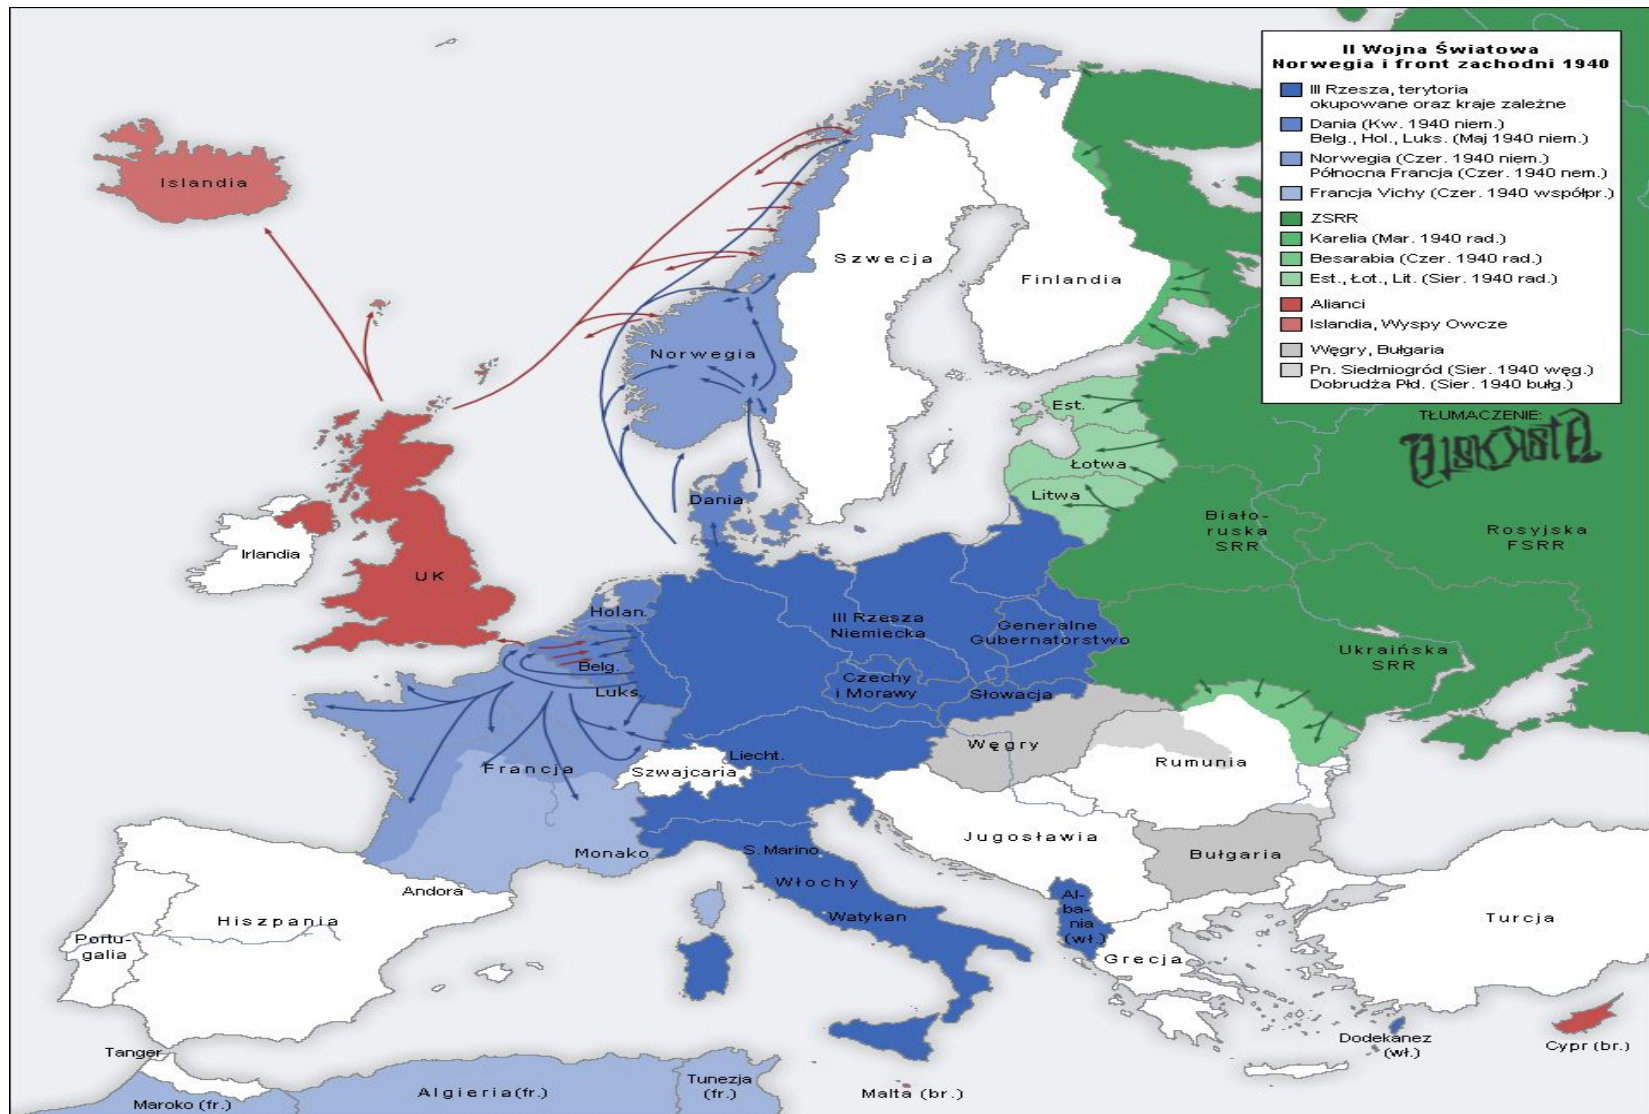 II Wojna Światowa
Norwegia i front zachodni 1940
III Rzesza, terytoria
okupowane oraz kraje zależne
Dania (Kw. 1940 niem.)
Belg., Hol., Luks. (Maj 1940 niem.)
Norwegia (Czer. 1940 niem.)
Północna Francja (Czer. 1940 nem.)
Francja Vichy (Czer. 1940 współpr.)
ZSRR
Karelia (Mar. 1940 rad.)
Besarabia (Czer. 1940 rad.)
Est., Łot., Lit. (Sier. 1940 rad.)
Alianci
Islandia, Wyspy Owcze
Węgry, Bułgaria
Pn. Siedmiogród (Sier. 1940 węg.)
Dobrudża Płd. (Sier. 1940 bułg.)
TŁUMACZENIE:
Islandia
Szwecja
Finlandia
Norwegia
Est.
Łotwa
Litwa
Dania
Biało-
ruska
SRR
Rosyjska
FSRR
Irlandia
UK
Holan.
III Rzesza
Niemiecka
Generalne
Gubernatorstwo
Ukraińska
SRR
Belg.
Luks.
Czechy
i Morawy
Słowacja
Węgry
Liecht.
Francja
Szwajcaria
Rumunia
Jugosławia
Monako
S.Marino
Bułgaria
Włochy
Andora
Hiszpania
Watykan
Al-
ba-
nia
(wł.)
Turcja
Portu-
galia
Grecja
Tanger
Dodekanez
(wł.)
Cypr (br.)
Maroko (fr.)
Algieria(fr.)
Tunezja
(fr.)
Malta (br.)